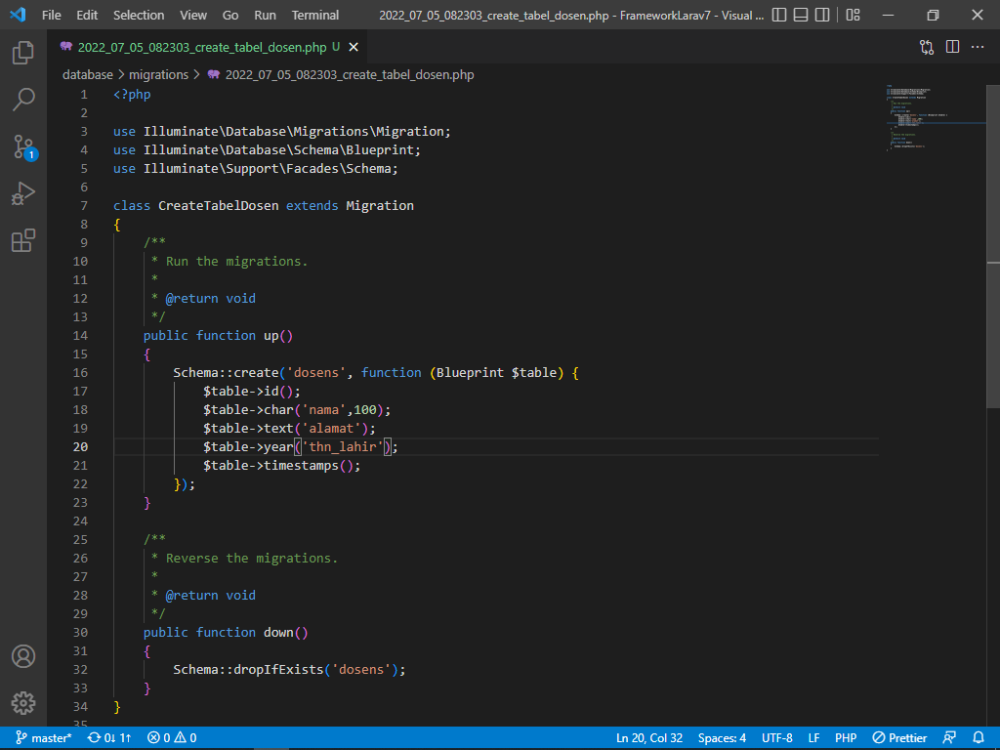 File Edit Selection View Go Run Terminal 2022_07_05_082303_create_tabel_dosen.php - FrameworkLarav7 - Visual ...
2022_07_05_082303_create_tabel_dosen.php U
database > migrations > 2022_07_05_082303_create_tabel_dosen.php
1 <?php
2
3 use Illuminate\Database\Migrations\Migration;
4 use Illuminate\Database\Schema\Blueprint;
5 use Illuminate\Support\Facades\Schema;
6
7 class CreateTabelDosen extends Migration
8 {
9 /**
10 * Run the migrations.
11 *
12 * @return void
13 */
14 public function up()
15 {
16 Schema::create('dosens', function (Blueprint $table) {
17 $table->id();
18 $table->char('nama',100);
19 $table->text('alamat');
20 $table->year('thn_lahir');
21 $table->timestamps();
22 });
23 }
24
25 /**
26 * Reverse the migrations.
27 *
28 * @return void
29 */
30 public function down()
31 {
32 Schema::dropIfExists('dosens');
33 }
34 }
35
1
master* 0↓ 1↑ 0 0 Ln 20, Col 32 Spaces: 4 UTF-8 LF PHP Prettier